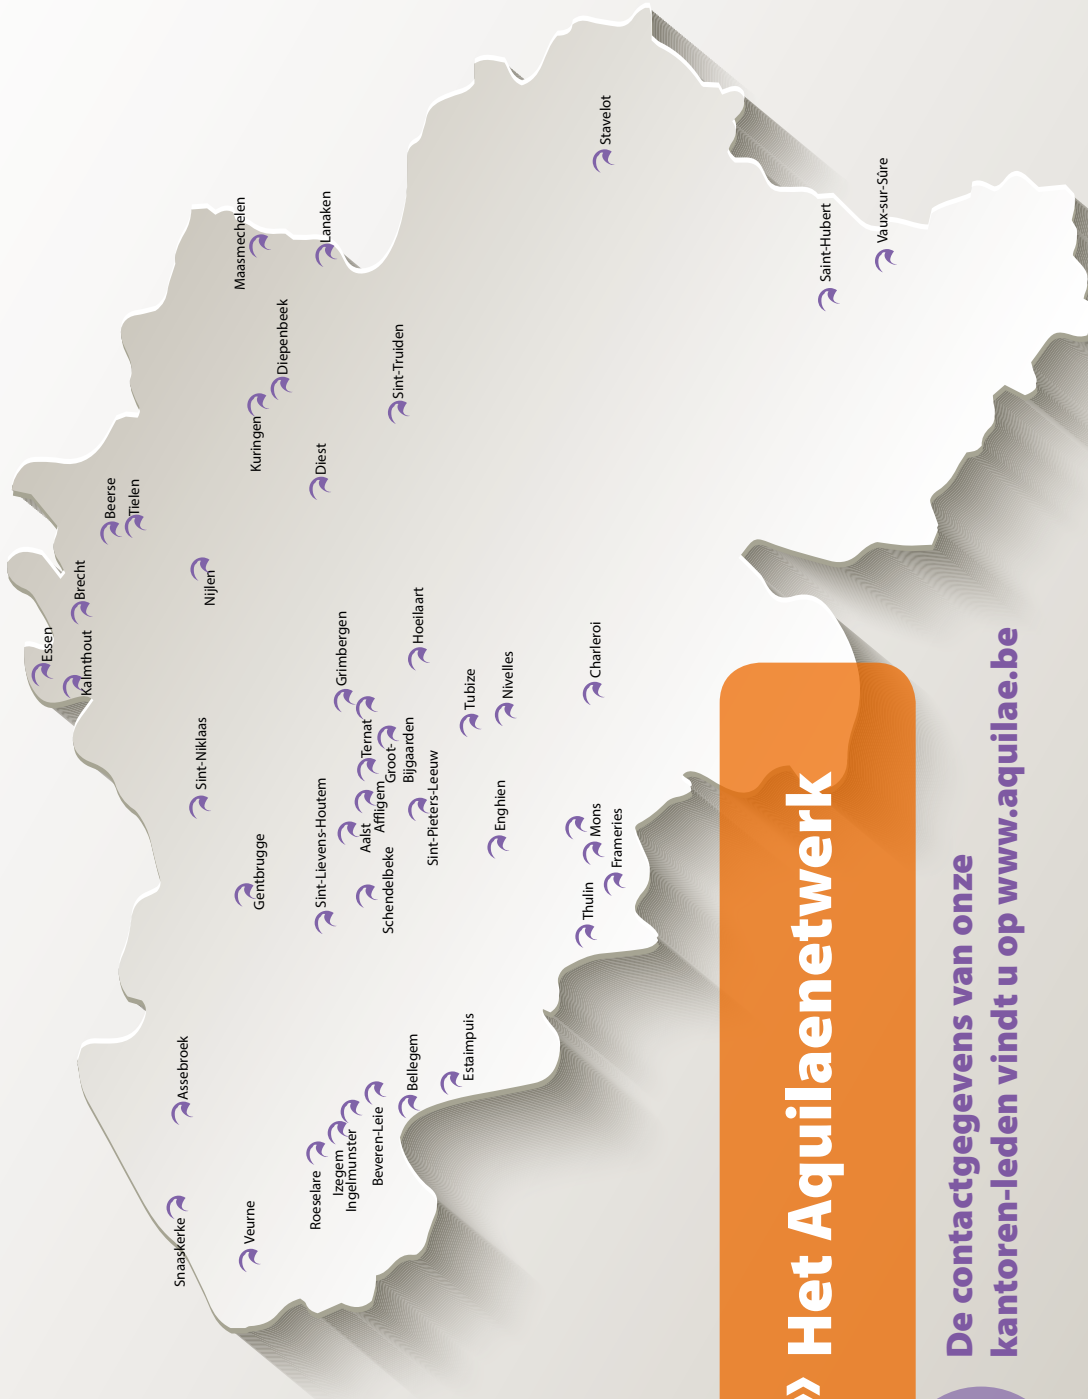 Essen
Kalmthout
Brecht
Beerse
Tielen
Nijlen
Maasmechelen
Lanaken
Kuringen
Diepenbeek
Diest
Sint-Truiden
Stavelot
Saint-Hubert
Vaux-sur-Sûre
Snaaskerke
Assebroek
Veurne
Sint-Niklaas
Gentbrugge
Sint-Lievens-Houtem
Grimbergen
Ternat
Groot-
Bijgaarden
Aalst
Affligem
Schendelbeke
Hoeilaart
Sint-Pieters-Leeuw
Tubize
Nivelles
Enghien
Charleroi
Mons
Frameries
Thulin
Roeselare
Izegem
Ingelmunster
Beveren-Leie
Bellegem
Estaimpuis
» Het Aquilaenetwerk
De contactgegevens van onze
kantoren-leden vindt u op www.aquilae.be